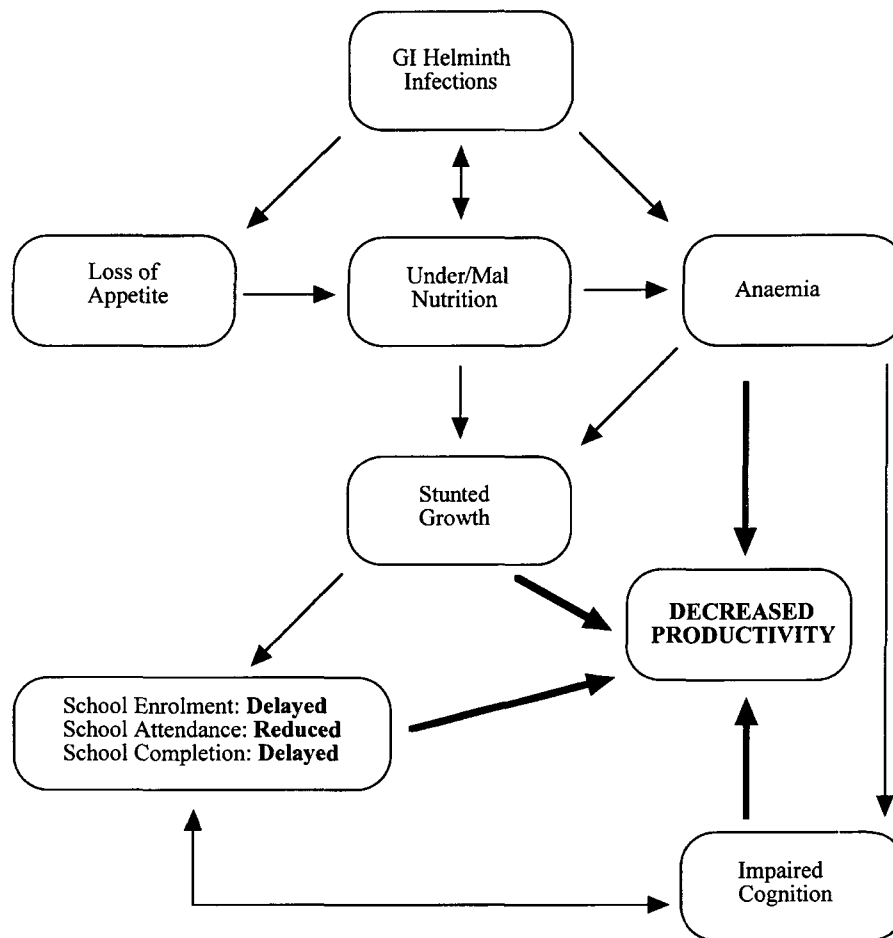 GI Helminth
Infections
Loss of
Appetite
Under/Mal
Nutrition
Anaemia
Stunted
Growth
DECREASED
PRODUCTIVITY
School Enrolment: Delayed
School Attendance: Reduced
School Completion: Delayed
Impaired
Cognition